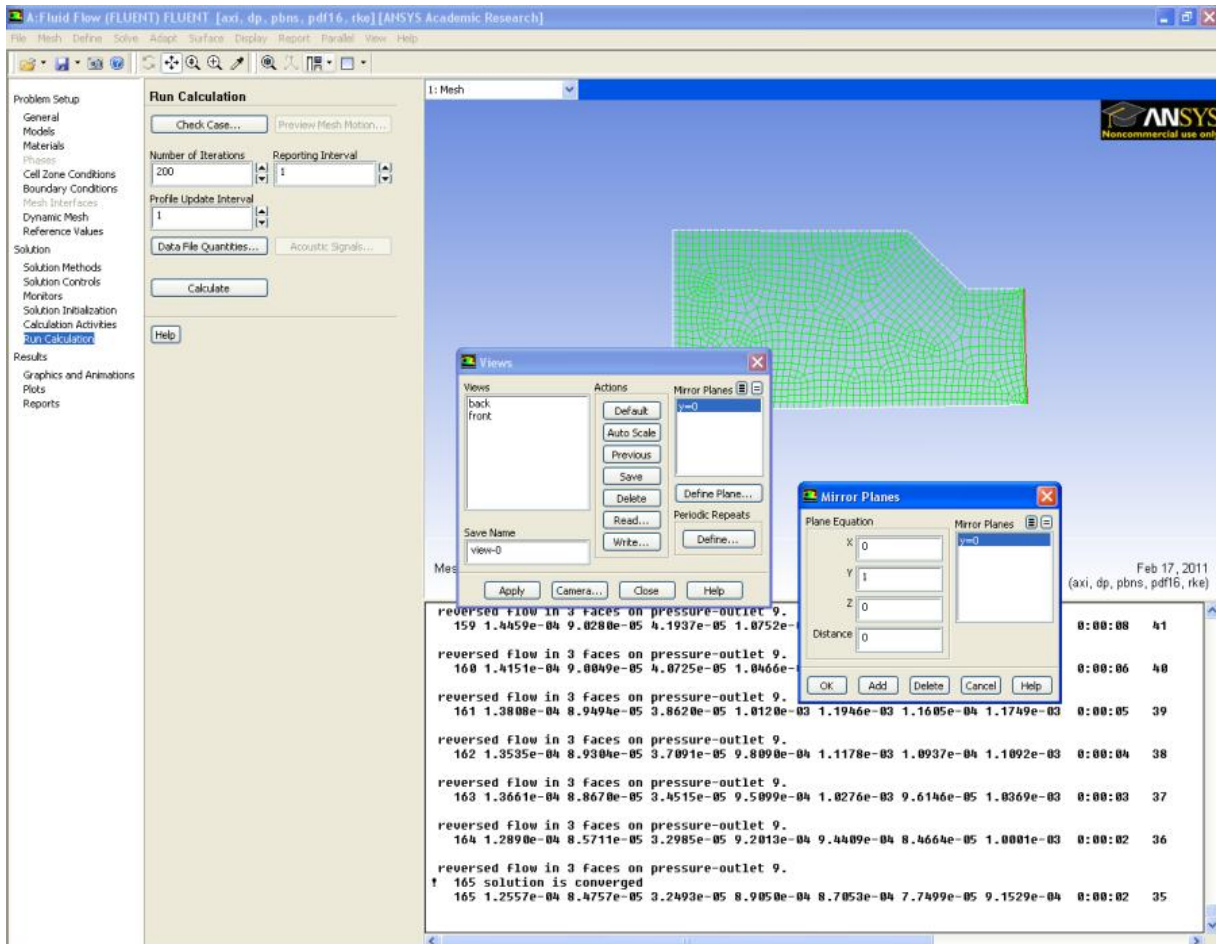 A:Fluid Flow (FLUENT) FLUENT [axi, dp, pbns, pdf16, rke] [ANSYS Academic Research]
File Mesh Define Solve Adapt Surface Display Report Parallel View Help
Problem Setup
General
Models
Materials
Phases
Cell Zone Conditions
Boundary Conditions
Mesh Interfaces
Dynamic Mesh
Reference Values
Solution
Solution Methods
Solution Controls
Monitors
Solution Initialization
Calculation Activities
Run Calculation
Results
Graphics and Animations
Plots
Reports
Run Calculation
Check Case... Preview Mesh Motion...
Number of Iterations Reporting Interval
200 1
Profile Update Interval
1
Data File Quantities... Acoustic Signals...
Calculate
Help
1: Mesh
ANSYS
Noncommercial use only
Views
Views Actions Mirror Planes
back
front
y=0
Default
Auto Scale
Previous
Save
Delete
Read...
Write...
Define Plane...
Periodic Repeats
Define...
Save Name
view-0
Apply Camera... Close Help
Mirror Planes
Plane Equation Mirror Planes
X 0
y=0
Y 1
Z 0
Distance 0
OK Add Delete Cancel Help
Mes
Feb 17, 2011
(axi, dp, pbns, pdf16, rke)
reversed flow in 3 faces on pressure-outlet 9.
159 1.4459e-04 9.0280e-05 4.1937e-05 1.0752e- 0:00:08 41
reversed flow in 3 faces on pressure-outlet 9.
160 1.4151e-04 9.0049e-05 4.0725e-05 1.0466e- 0:00:06 40
reversed flow in 3 faces on pressure-outlet 9.
161 1.3808e-04 8.9494e-05 3.8620e-05 1.0120e-03 1.1946e-03 1.1605e-04 1.1749e-03 0:00:05 39
reversed flow in 3 faces on pressure-outlet 9.
162 1.3535e-04 8.9304e-05 3.7091e-05 9.8090e-04 1.1178e-03 1.0937e-04 1.1092e-03 0:00:04 38
reversed flow in 3 faces on pressure-outlet 9.
163 1.3661e-04 8.8670e-05 3.4515e-05 9.5099e-04 1.0276e-03 9.6146e-05 1.0369e-03 0:00:03 37
reversed flow in 3 faces on pressure-outlet 9.
164 1.2890e-04 8.5711e-05 3.2985e-05 9.2013e-04 9.4409e-04 8.4664e-05 1.0001e-03 0:00:02 36
reversed flow in 3 faces on pressure-outlet 9.
! 165 solution is converged
165 1.2557e-04 8.4757e-05 3.2493e-05 8.9050e-04 8.7053e-04 7.7499e-05 9.1529e-04 0:00:02 35